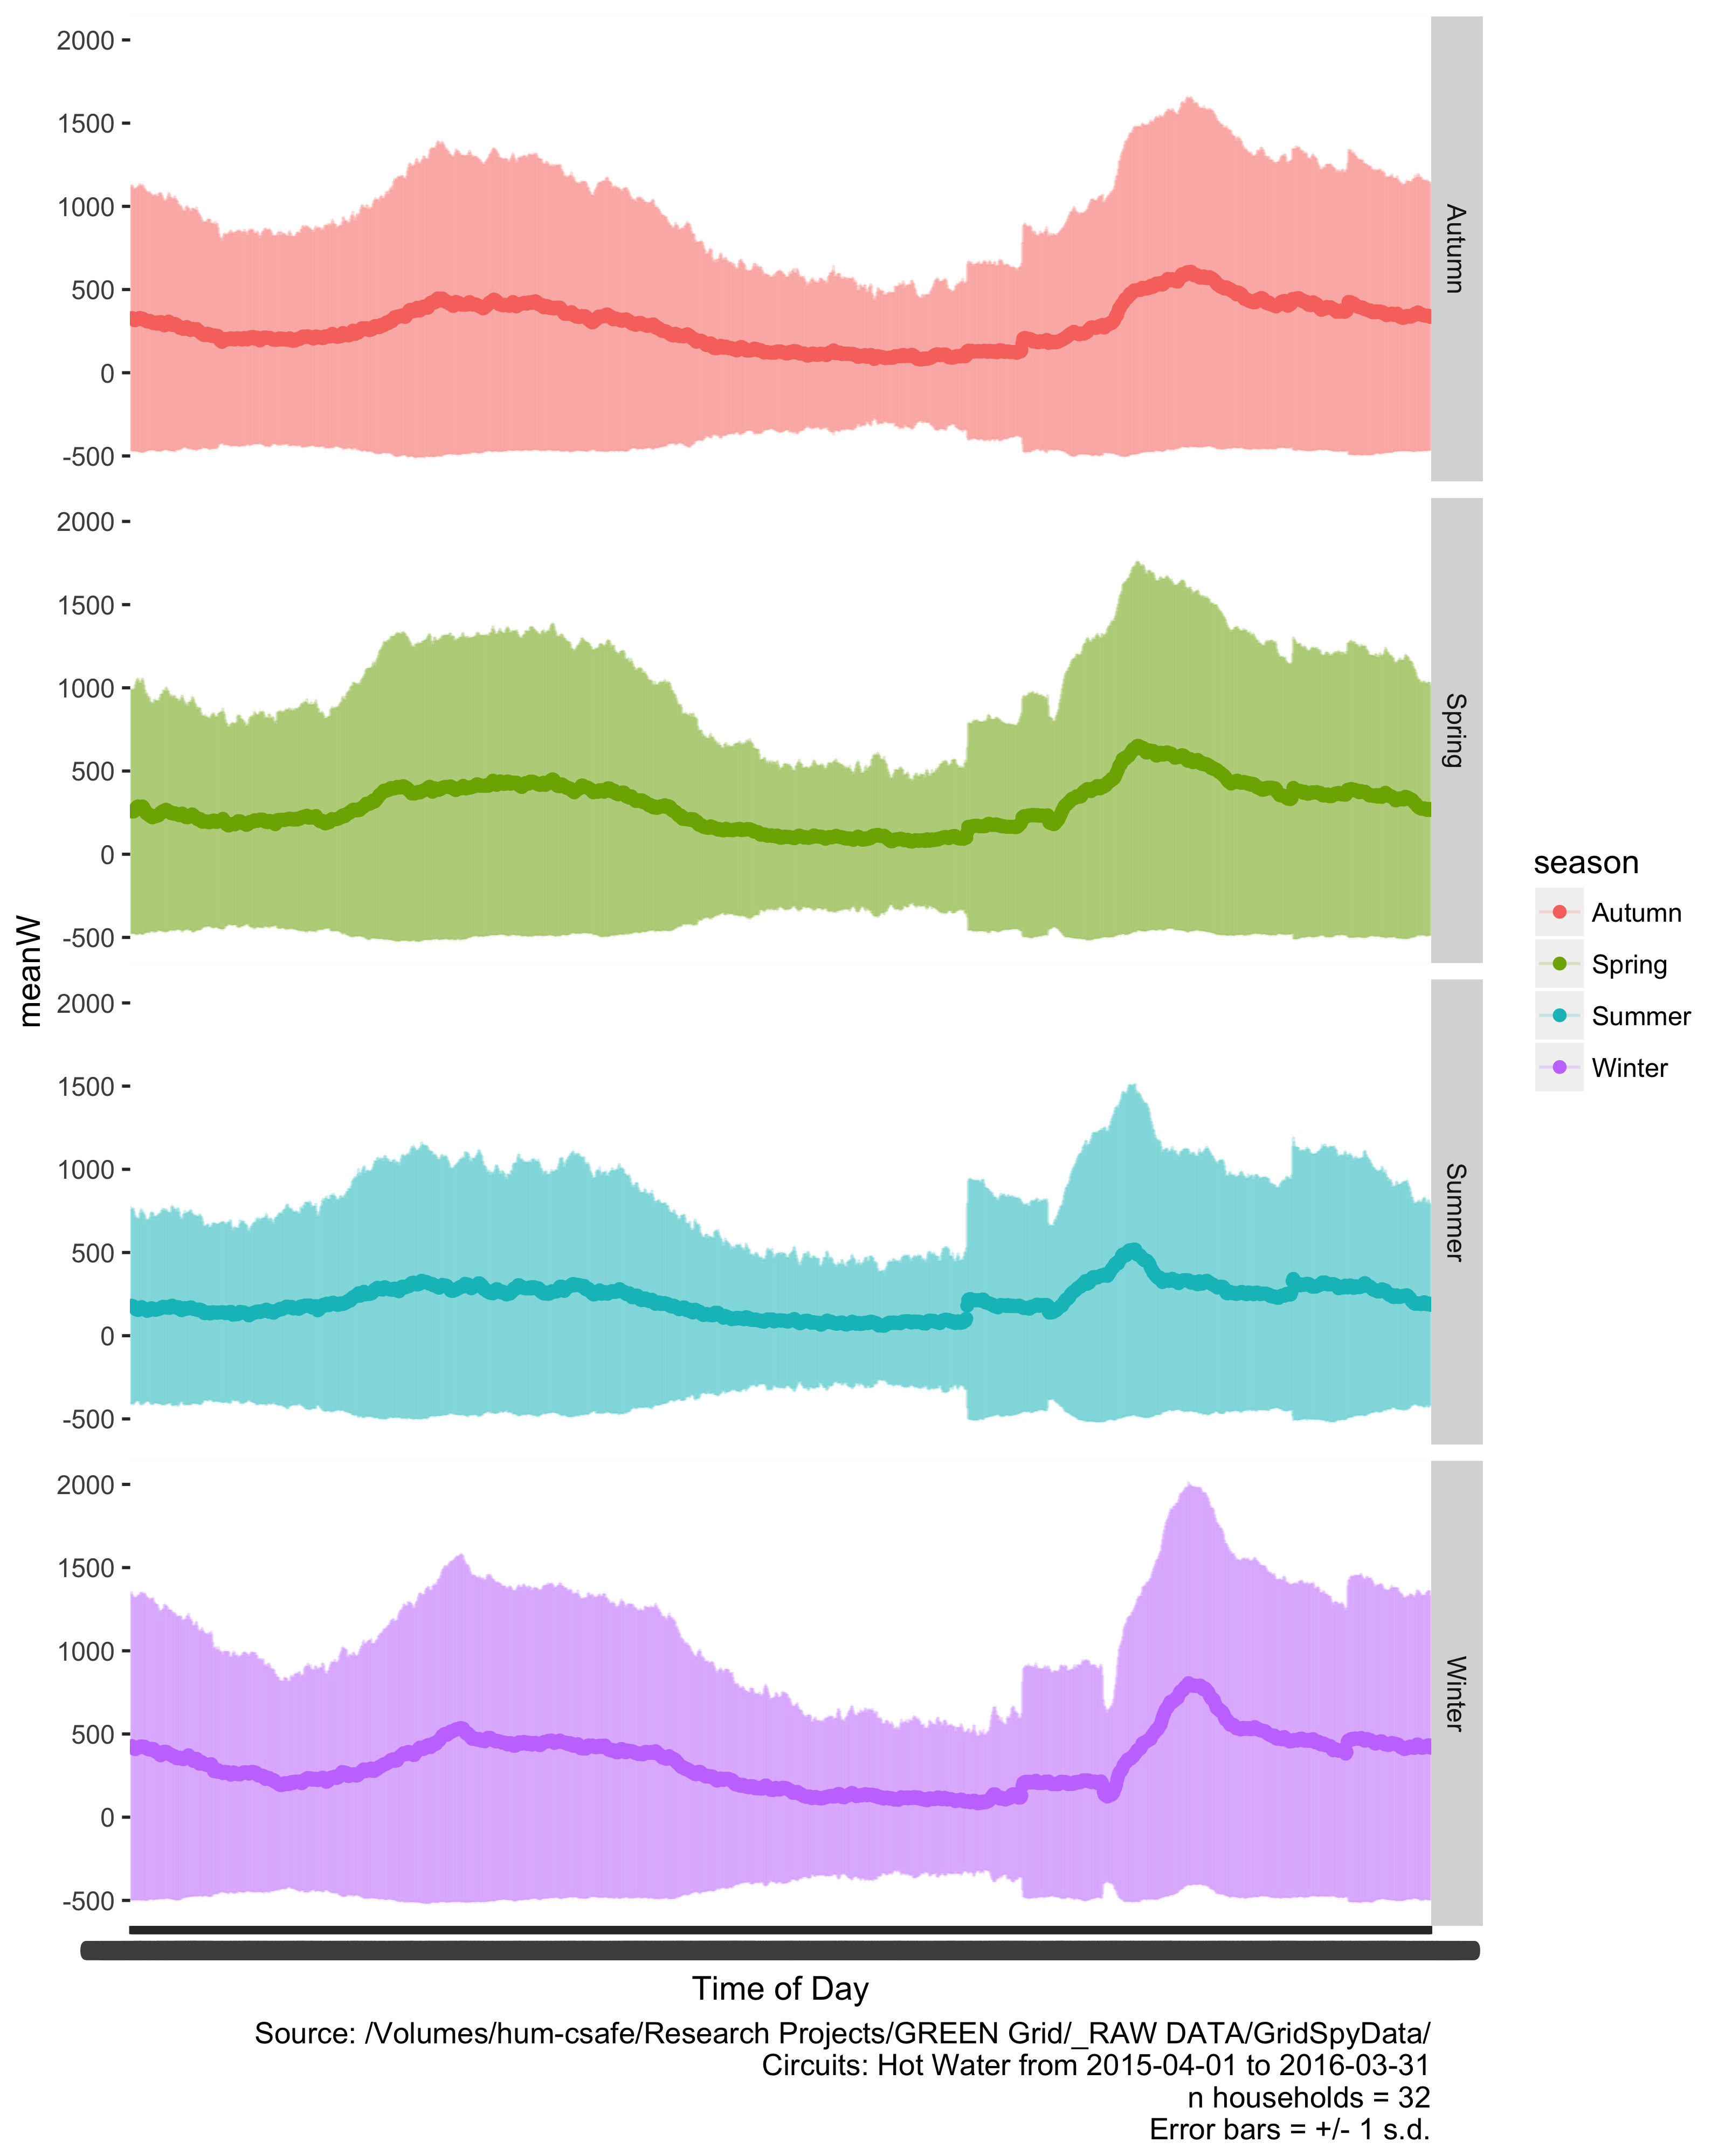 2000
1500
1000
500
0
-500
Autumn
2000
1500
1000
500
0
-500
Spring
2000
1500
1000
500
0
-500
Summer
2000
1500
1000
500
0
-500
Winter
meanW
season
Autumn
Spring
Summer
Winter
Time of Day
Source: /Volumes/hum-csafe/Research Projects/GREEN Grid/_RAW DATA/GridSpyData/
Circuits: Hot Water from 2015-04-01 to 2016-03-31
n households = 32
Error bars = +/- 1 s.d.